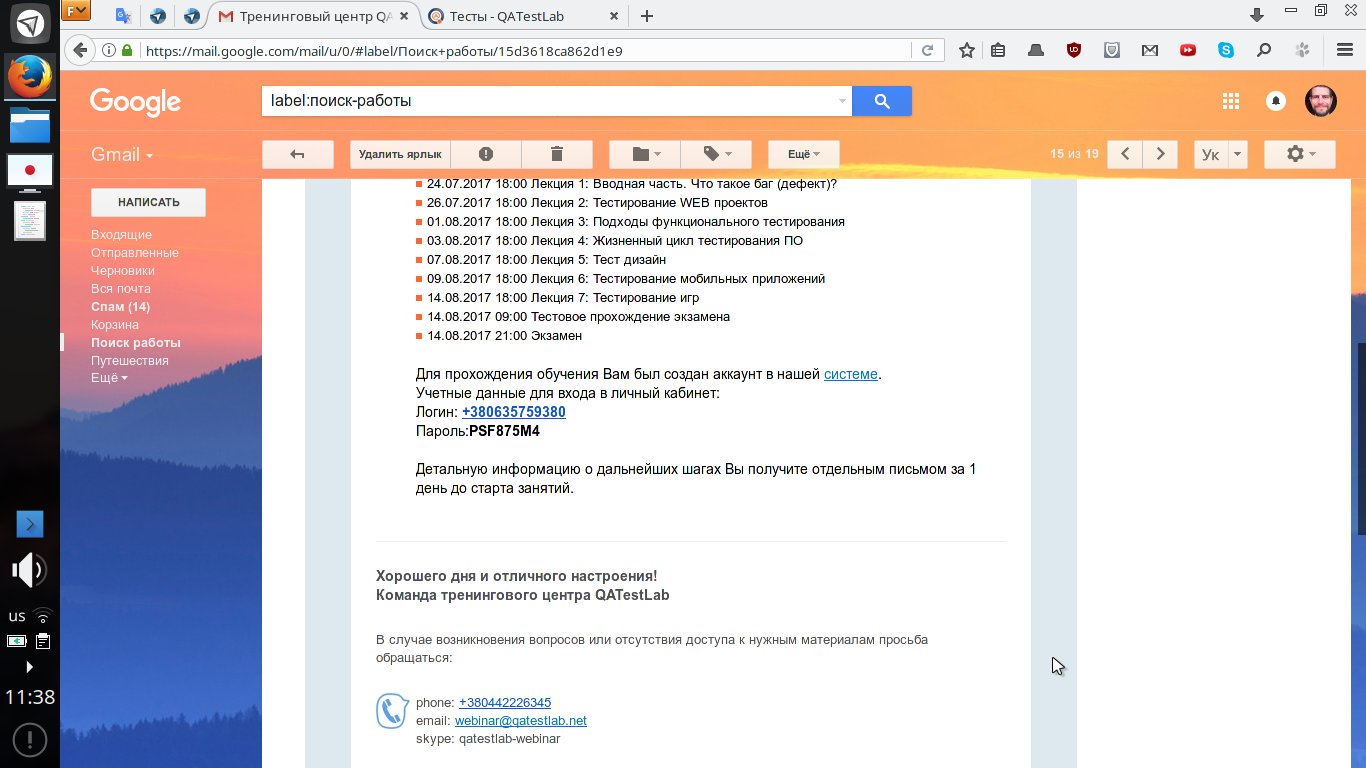 F
Тренинговый центр QA
Тесты - QATestLab
https://mail.google.com/mail/u/0/#label/Поиск+работы/15d3618ca862d1e9
Google
label:поиск-работы
Gmail
Удалить ярлык
Ещё
15 из 19
Ук
НАПИСАТЬ
Входящие
Отправленные
Черновики
Вся почта
Спам (14)
Корзина
Поиск работы
Путешествия
Ещё
24.07.2017 18:00 Лекция 1: Вводная часть. Что такое баг (дефект)?
26.07.2017 18:00 Лекция 2: Тестирование WEB проектов
01.08.2017 18:00 Лекция 3: Подходы функционального тестирования
03.08.2017 18:00 Лекция 4: Жизненный цикл тестирования ПО
07.08.2017 18:00 Лекция 5: Тест дизайн
09.08.2017 18:00 Лекция 6: Тестирование мобильных приложений
14.08.2017 18:00 Лекция 7: Тестирование игр
14.08.2017 09:00 Тестовое прохождение экзамена
14.08.2017 21:00 Экзамен
Для прохождения обучения Вам был создан аккаунт в нашей системе.
Учетные данные для входа в личный кабинет:
Логин: +380635759380
Пароль:PSF875M4
Детальную информацию о дальнейших шагах Вы получите отдельным письмом за 1
день до старта занятий.
Хорошего дня и отличного настроения!
Команда тренингового центра QATestLab
В случае возникновения вопросов или отсутствия доступа к нужным материалам просьба
обращаться:
phone: +380442226345
email: webinar@qatestlab.net
skype: qatestlab-webinar
us
11:38